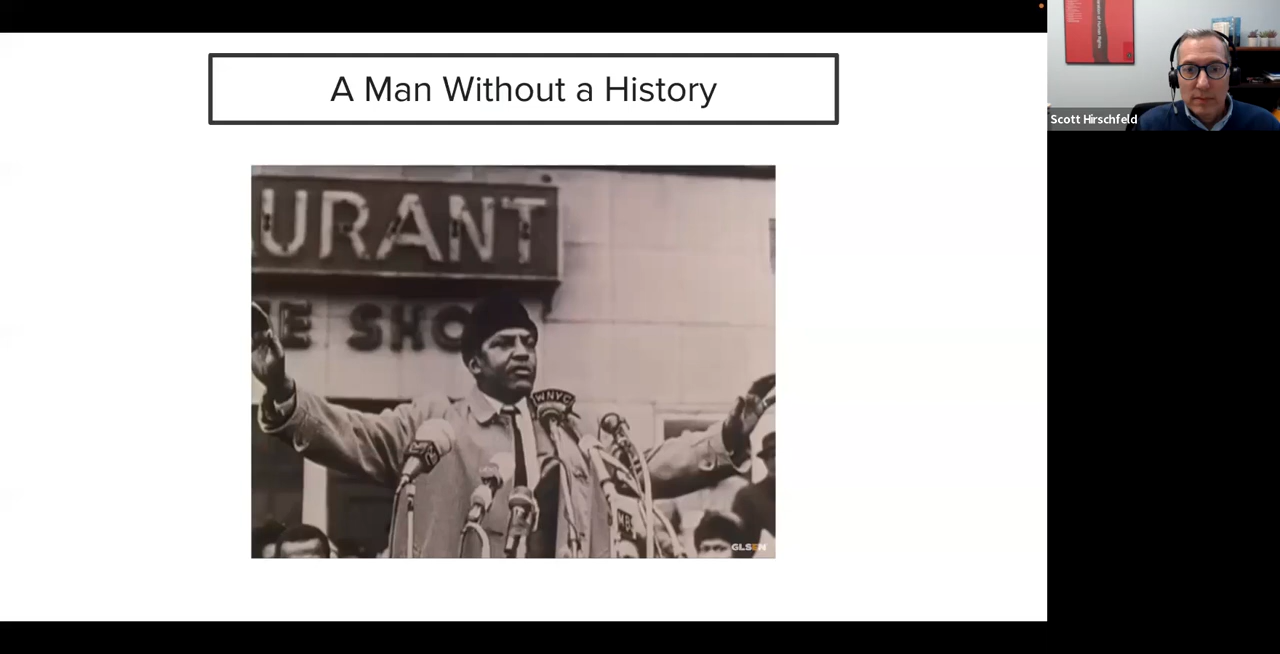 A Man Without a History
URANT
E SHO
WNYC
GLSEN
Scott Hirschfeld